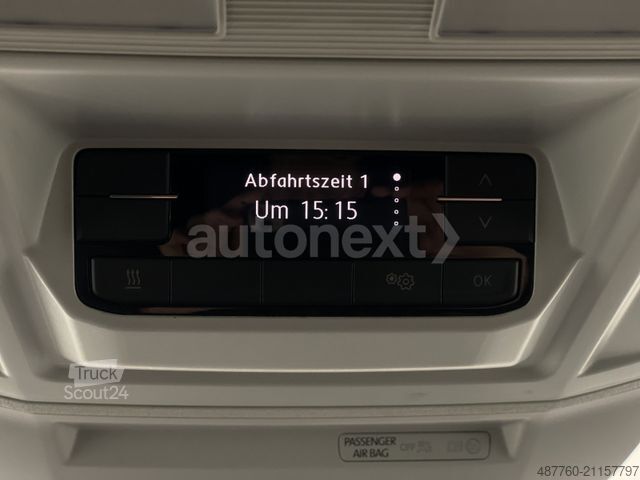 Abfahrtszeit 1
Um 15:15
autonext
OK
Truck
Scout24
PASSENGER
AIR BAG OFF
487760-21157797